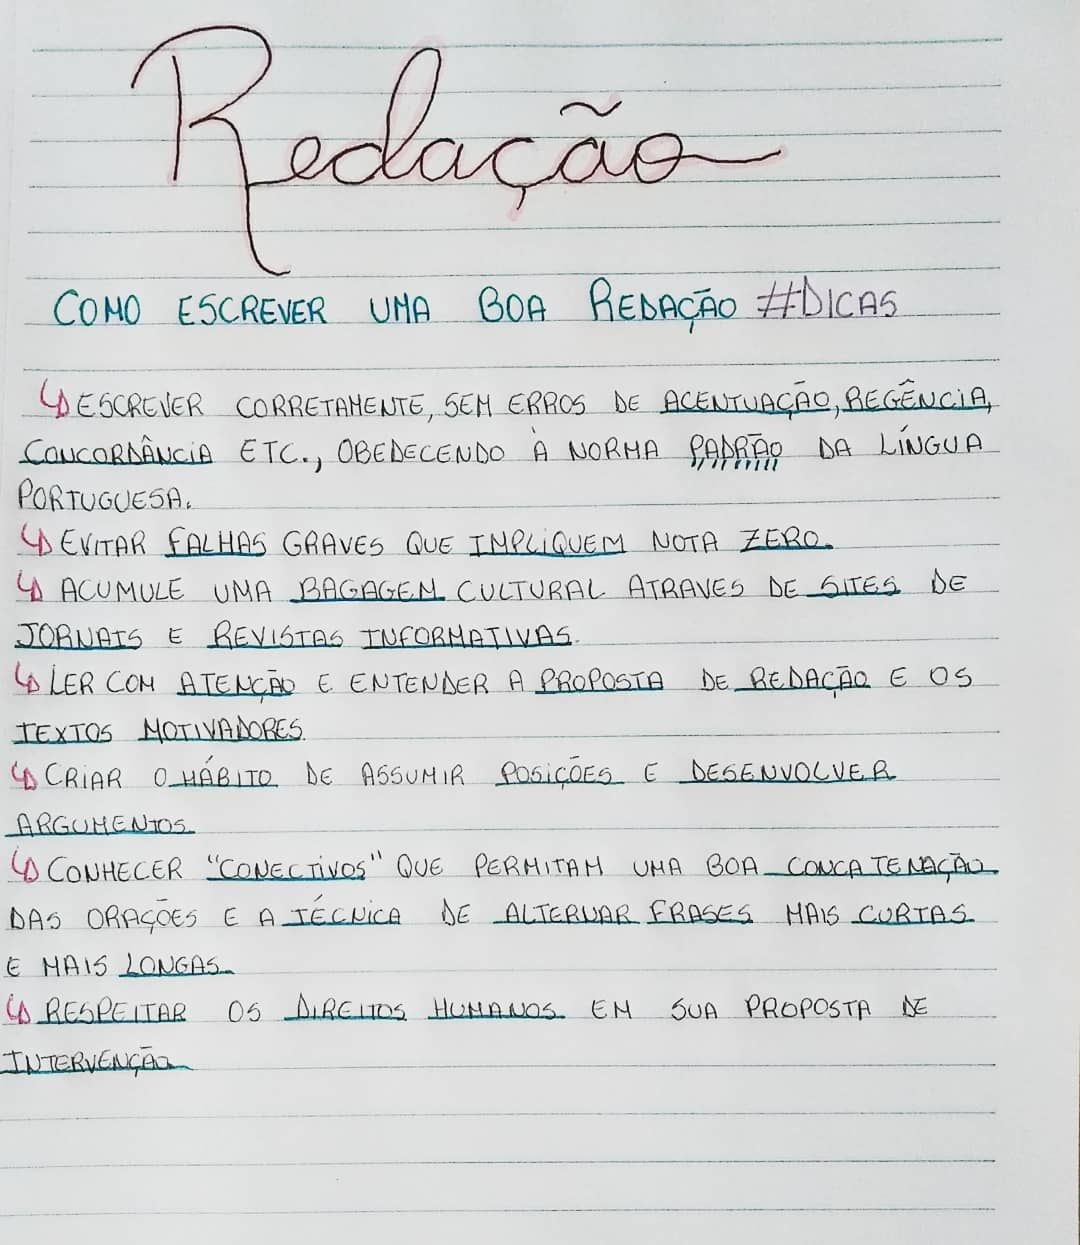 Redação
COMO ESCREVER UMA BOA REDAÇÃO #DICAS
↳ ESCREVER CORRETAMENTE, SEM ERROS DE ACENTUAÇÃO, REGÊNCIA,
CONCORDÂNCIA ETC., OBEDECENDO À NORMA PADRÃO DA LÍNGUA
PORTUGUESA.
↳ EVITAR FALHAS GRAVES QUE IMPLIQUEM NOTA ZERO.
↳ ACUMULE UMA BAGAGEM CULTURAL ATRAVES DE SITES DE
JORNAIS E REVISTAS INFORMATIVAS.
↳ LER COM ATENÇÃO E ENTENDER A PROPOSTA DE REDAÇÃO E OS
TEXTOS MOTIVADORES.
↳ CRIAR O HÁBITO DE ASSUMIR POSIÇÕES E DESENVOLVER
ARGUMENTOS
↳ CONHECER "CONECTIVOS" QUE PERMITAM UMA BOA CONCATENAÇÃO
DAS ORAÇÕES E A TÉCNICA DE ALTERNAR FRASES MAIS CURTAS
E MAIS LONGAS
↳ RESPEITAR OS DIREITOS HUMANOS EM SUA PROPOSTA DE
INTERVENÇÃO